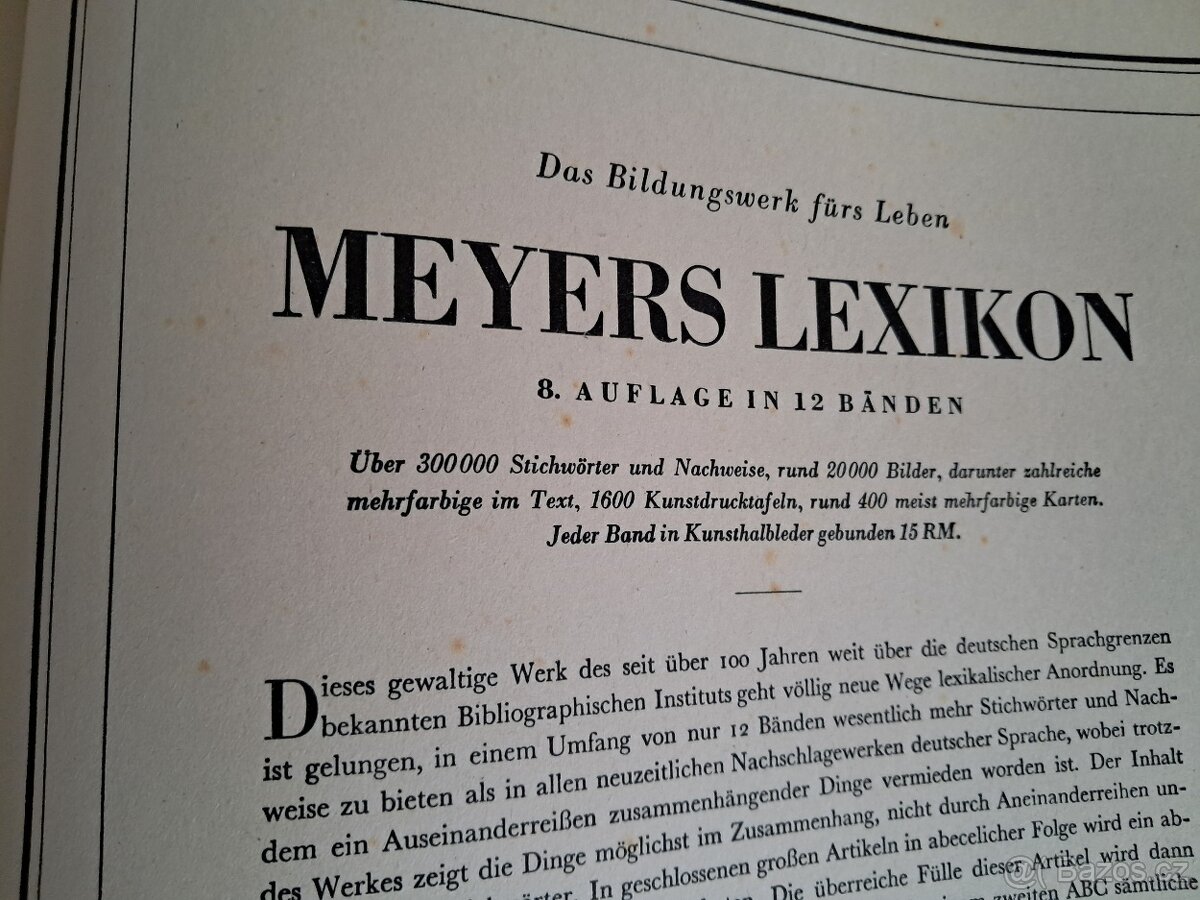 Das Bildungswerk fürs Leben
MEYERS LEXIKON
8. AUFLAGE IN 12 BÄNDEN
Über 300000 Stichwörter und Nachweise, rund 20000 Bilder, darunter zahlreiche
mehrfarbige im Text, 1600 Kunstdrucktafeln, rund 400 meist mehrfarbige Karten.
Jeder Band in Kunsthalbleder gebunden 15 RM.
Dieses gewaltige Werk des seit über 100 Jahren weit über die deutschen Sprachgrenzen
bekannten Bibliographischen Instituts geht völlig neue Wege lexikalischer Anordnung. Es
ist gelungen, in einem Umfang von nur 12 Bänden wesentlich mehr Stichwörter und Nach-
weise zu bieten als in allen neuzeitlichen Nachschlagewerken deutscher Sprache, wobei trotz-
dem ein Auseinanderreißen zusammenhängender Dinge vermieden worden ist. Der Inhalt
des Werkes zeigt die Dinge möglichst im Zusammenhang, nicht durch Aneinanderreihen un-
In geschlossenen großen Artikeln in abecelicher Folge wird ein ab-
Die überreiche Fülle dieser Artikel wird dann
zweiten ABC sämtliche
@Bazos.cz